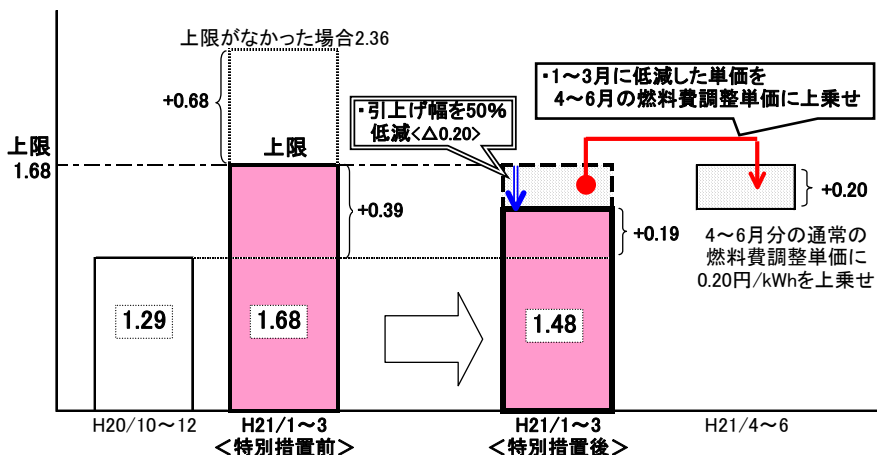 上限がなかった場合2.36
+0.68
・引上げ幅を50%
低減<△0.20>
・1～3月に低減した単価を
4～6月の燃料費調整単価に上乗せ
上限
1.68
上限
+0.39
+0.19
+0.20
4～6月分の通常の
燃料費調整単価に
0.20円/kWhを上乗せ
1.29
1.68
1.48
H20/10～12
H21/1～3
＜特別措置前＞
H21/1～3
＜特別措置後＞
H21/4～6